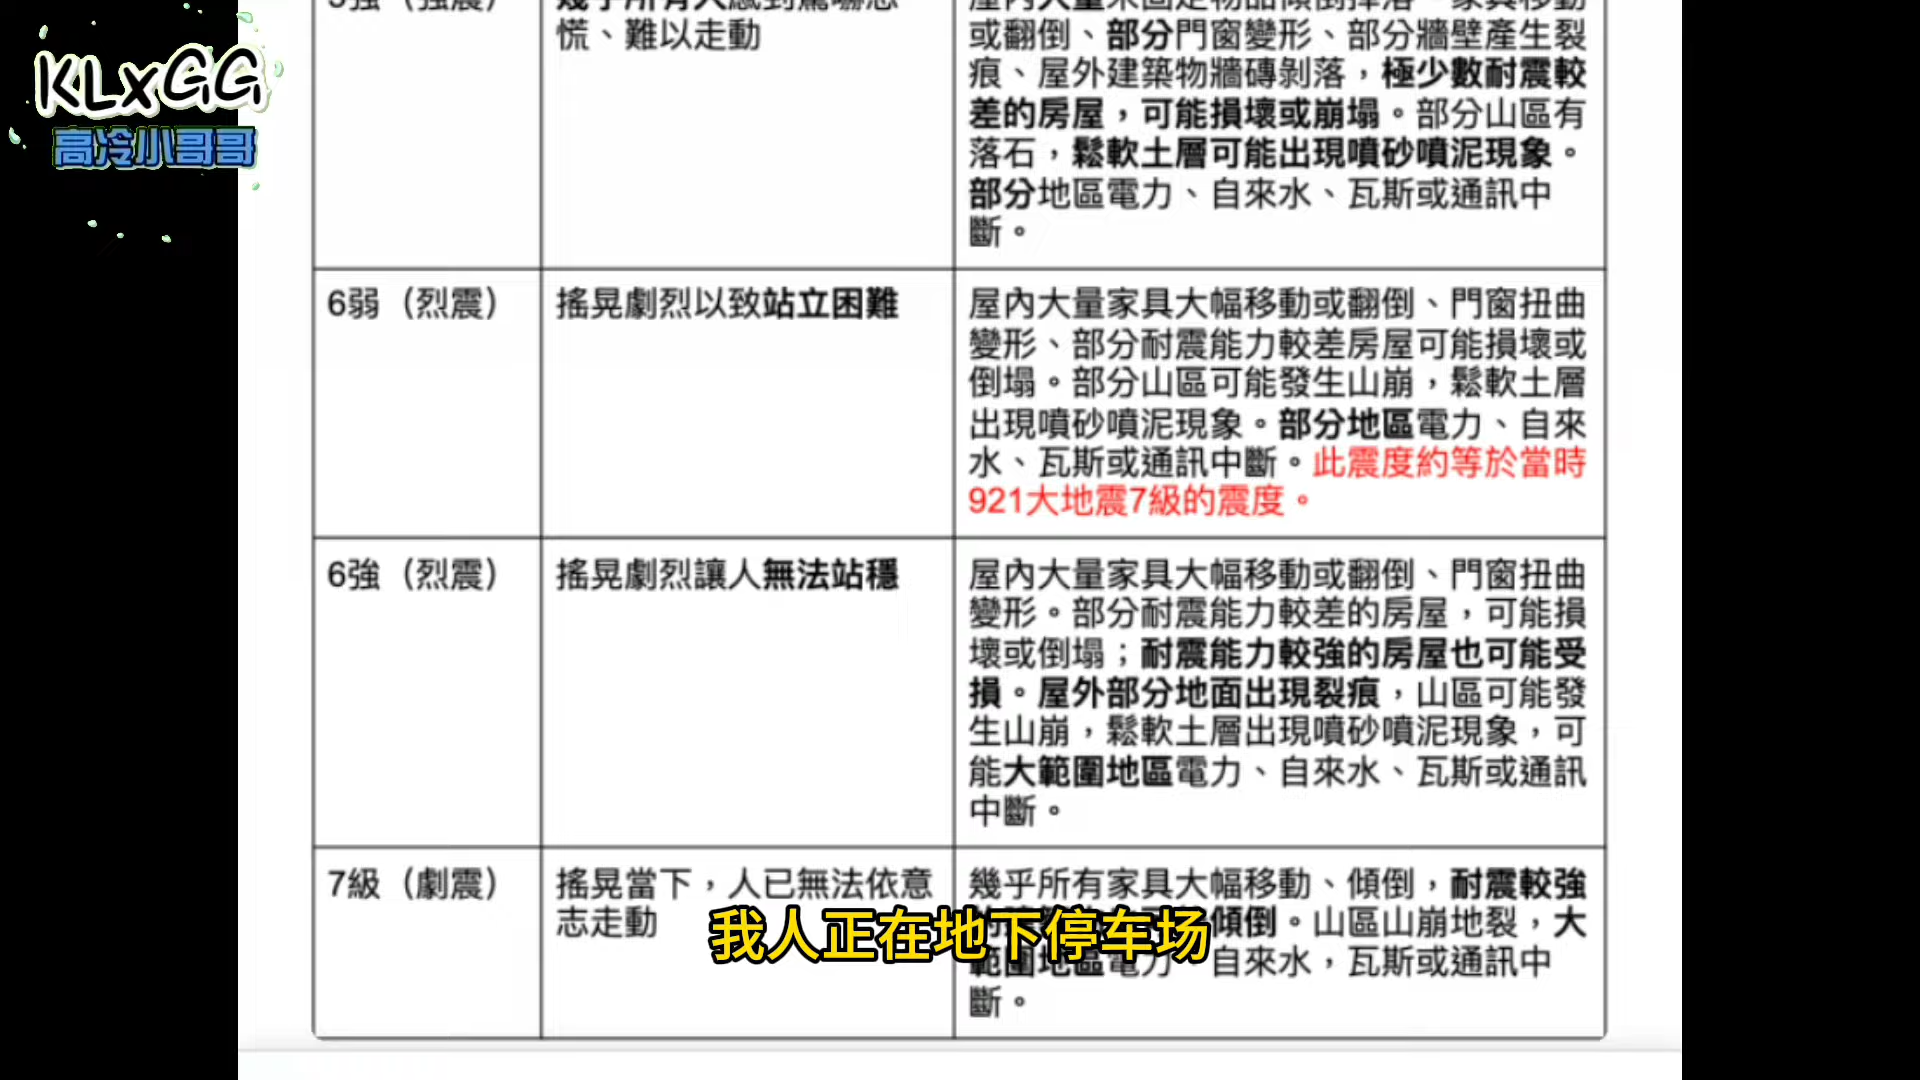 KLxGG
高冷小哥哥
慌、難以走動
或翻倒、部分門窗變形、部分牆壁產生裂
痕、屋外建築物牆磚剝落，極少數耐震較
差的房屋，可能損壞或崩塌。部分山區有
落石，鬆軟土層可能出現噴砂噴泥現象。
部分地區電力、自來水、瓦斯或通訊中
斷。
6弱（烈震）
搖晃劇烈以致站立困難
屋內大量家具大幅移動或翻倒、門窗扭曲
變形、部分耐震能力較差房屋可能損壞或
倒塌。部分山區可能發生山崩，鬆軟土層
出現噴砂噴泥現象。部分地區電力、自來
水、瓦斯或通訊中斷。此震度約等於當時
921大地震7級的震度。
6強（烈震）
搖晃劇烈讓人無法站穩
屋內大量家具大幅移動或翻倒、門窗扭曲
變形。部分耐震能力較差的房屋，可能損
壞或倒塌；耐震能力較強的房屋也可能受
損。屋外部分地面出現裂痕，山區可能發
生山崩，鬆軟土層出現噴砂噴泥現象，可
能大範圍地區電力、自來水、瓦斯或通訊
中斷。
7級（劇震）
搖晃當下，人已無法依意
志走動
幾乎所有家具大幅移動、傾倒，耐震較強
傾倒。山區山崩地裂，大
範圍地區電力、自來水，瓦斯或通訊中
斷。
我人正在地下停车场